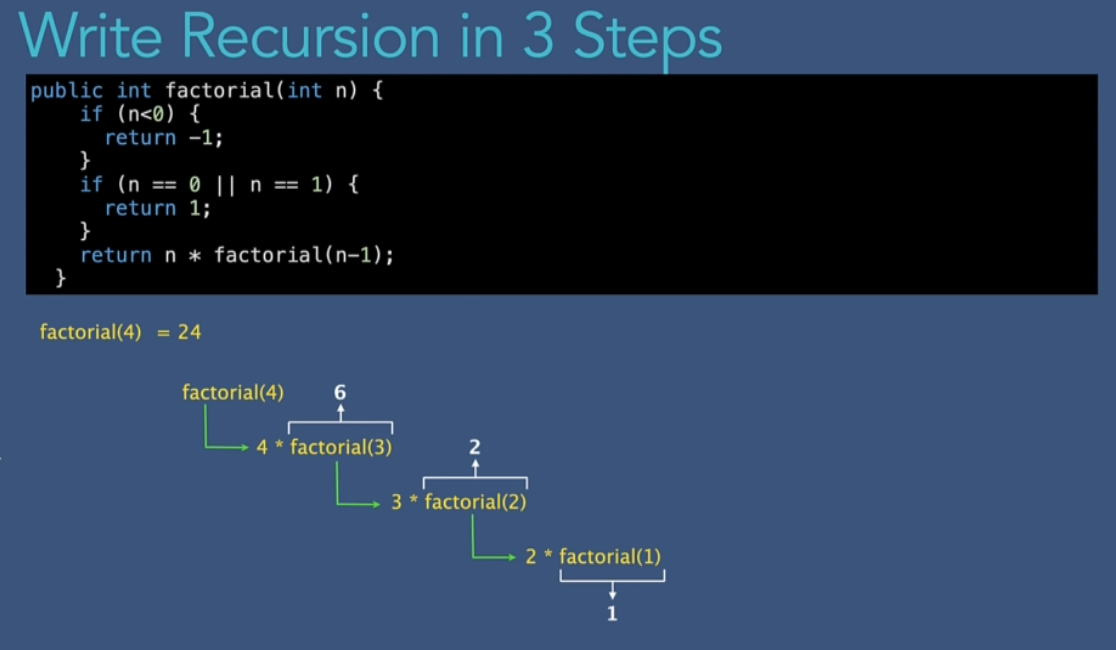 Write Recursion in 3 Steps
public int factorial(int n) {
    if (n<0) {
      return -1;
    }
    if (n == 0 || n == 1) {
      return 1;
    }
    return n * factorial(n-1);
  }
factorial(4) = 24
factorial(4) 6
4 * factorial(3) 2
3 * factorial(2)
2 * factorial(1)
1